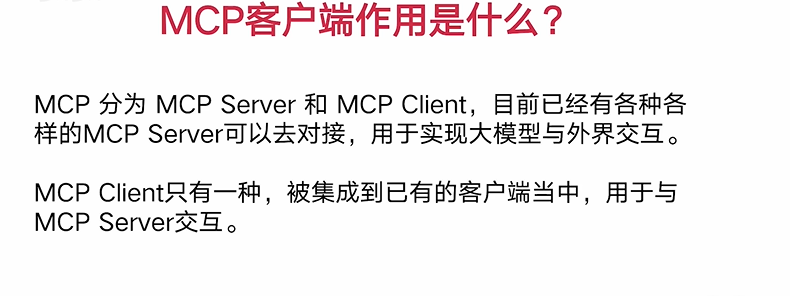 MCP客户端作用是什么？
MCP 分为 MCP Server 和 MCP Client，目前已经有各种各
样的MCP Server可以去对接，用于实现大模型与外界交互。
MCP Client只有一种，被集成到已有的客户端当中，用于与
MCP Server交互。